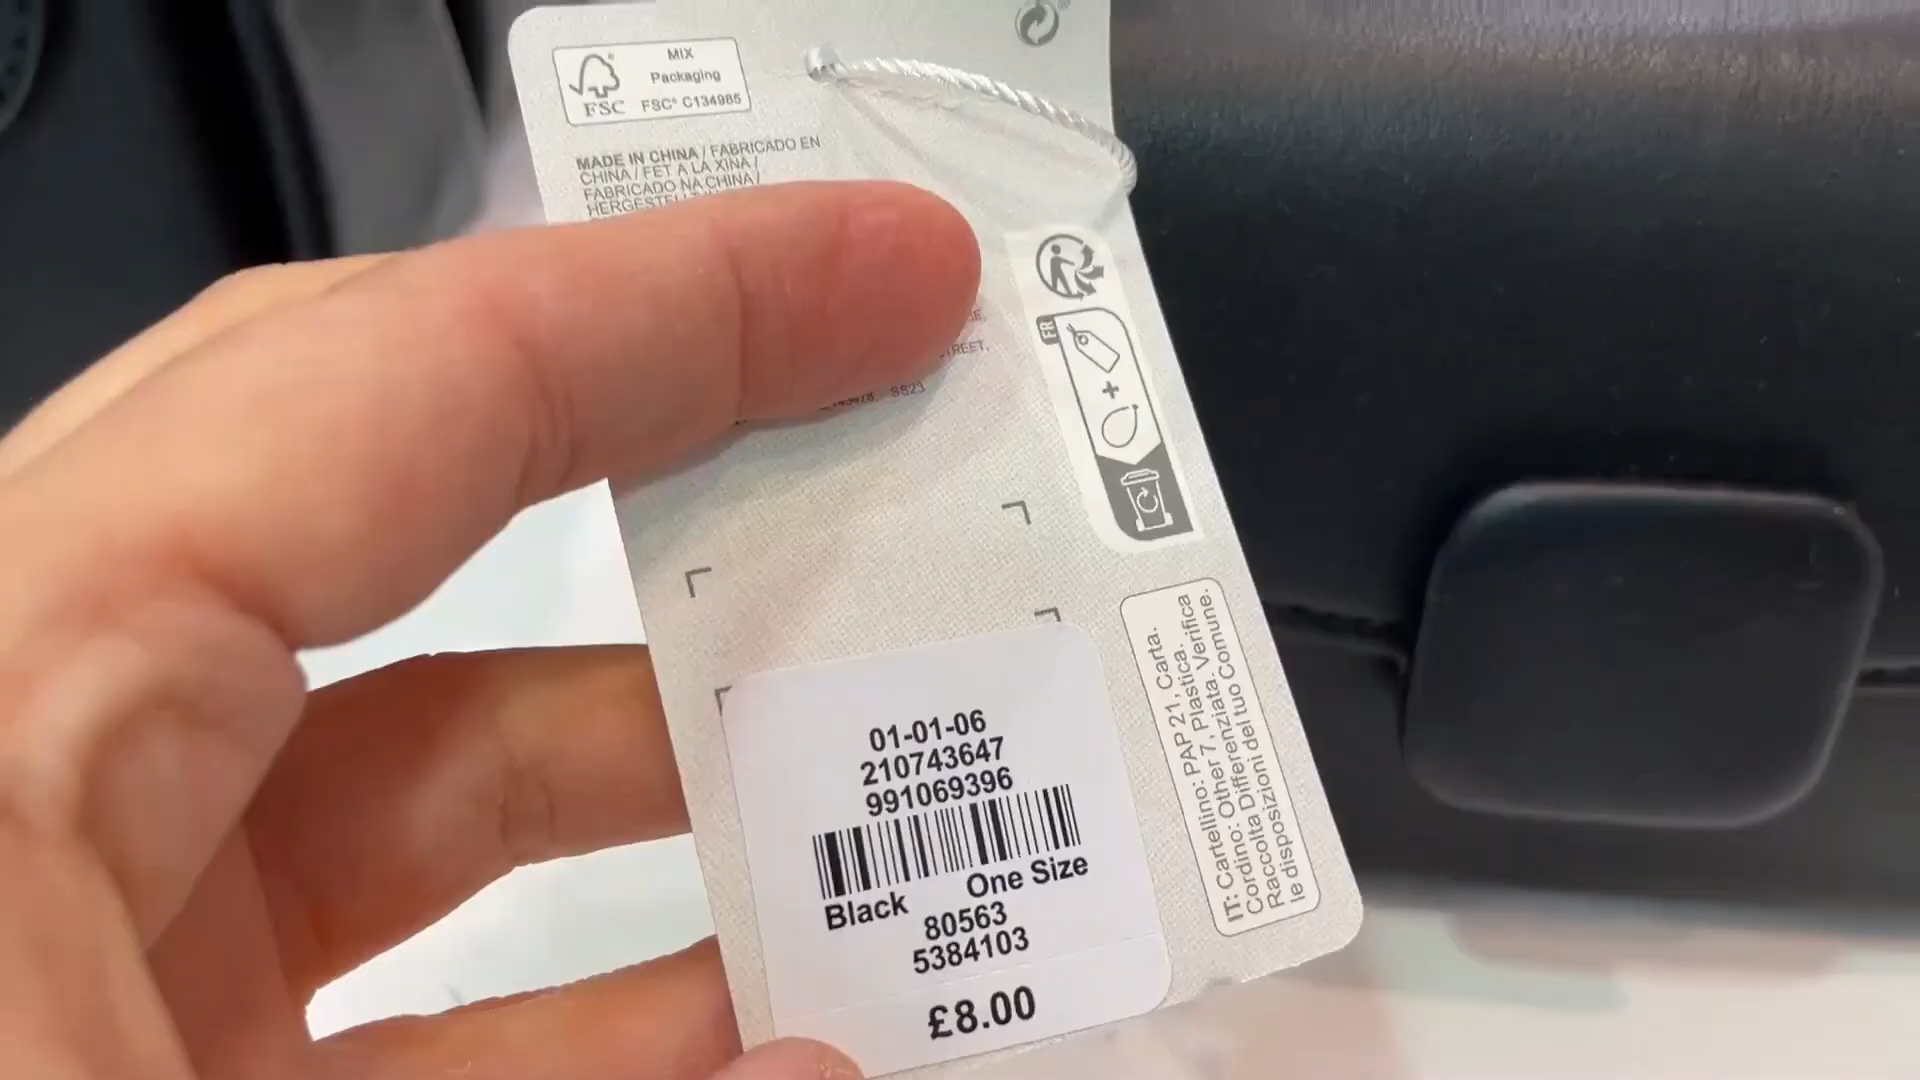 MIX
Packaging
FSC® C134985
FSC
MADE IN CHINA / FABRICADO EN
CHINA / FET A LA XINA /
FABRICADO NA CHINA /
SS23
FR
+
IT: Cartellino: PAP 21, Carta.
Cordino: Other 7, Plastica.
Raccolta Differenziata. Verifica
le disposizioni del tuo Comune.
01-01-06
210743647
991069396
Black One Size
80563
5384103
£8.00